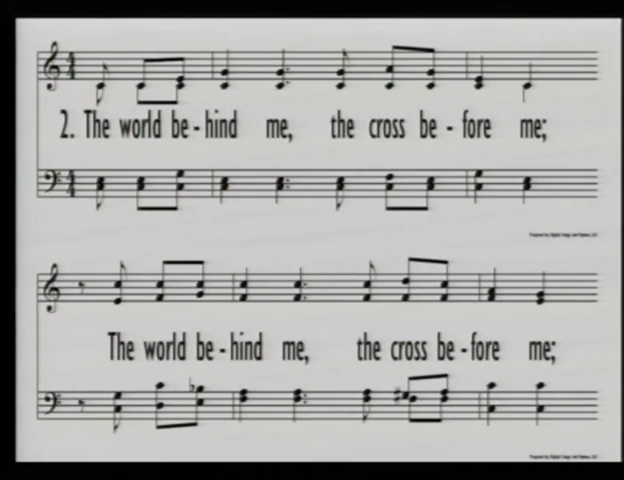 2. The world be - hind me, the cross be - fore me;
The world be - hind me, the cross be - fore me;